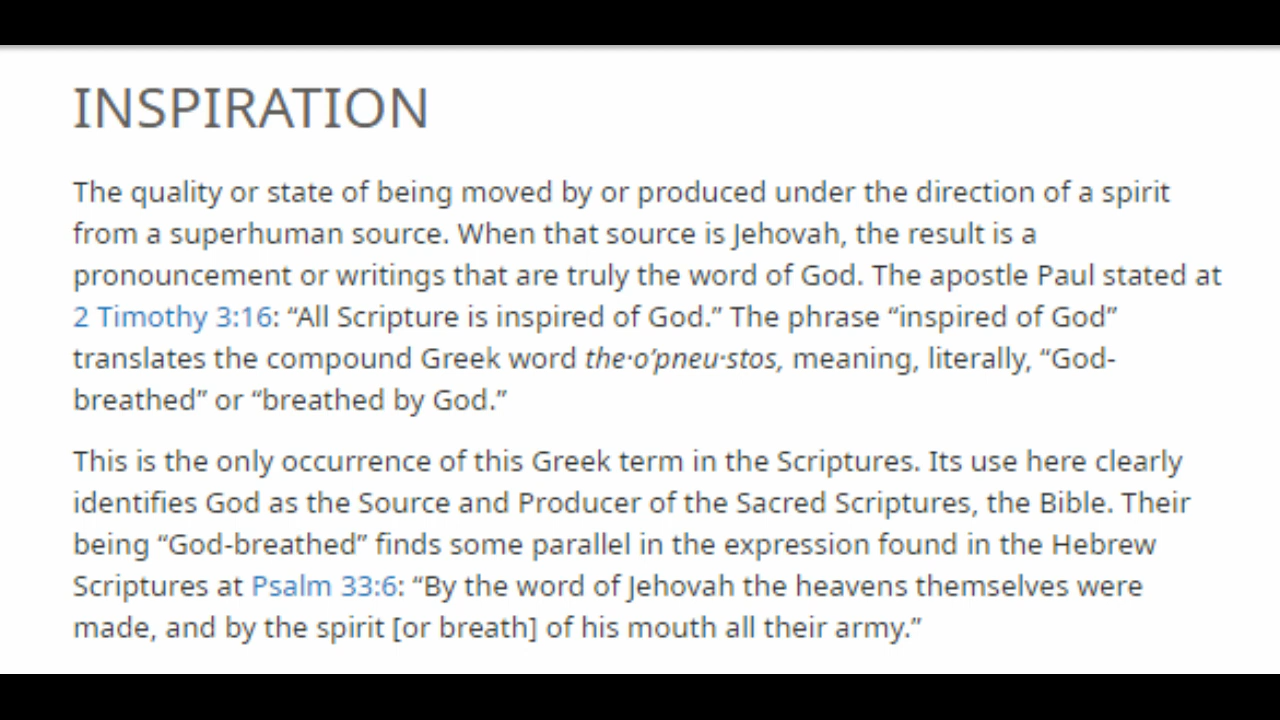 INSPIRATION
The quality or state of being moved by or produced under the direction of a spirit
from a superhuman source. When that source is Jehovah, the result is a
pronouncement or writings that are truly the word of God. The apostle Paul stated at
2 Timothy 3:16: “All Scripture is inspired of God.” The phrase “inspired of God”
translates the compound Greek word the·oʹpneu·stos, meaning, literally, “God-
breathed” or “breathed by God.”
This is the only occurrence of this Greek term in the Scriptures. Its use here clearly
identifies God as the Source and Producer of the Sacred Scriptures, the Bible. Their
being “God-breathed” finds some parallel in the expression found in the Hebrew
Scriptures at Psalm 33:6: “By the word of Jehovah the heavens themselves were
made, and by the spirit [or breath] of his mouth all their army.”